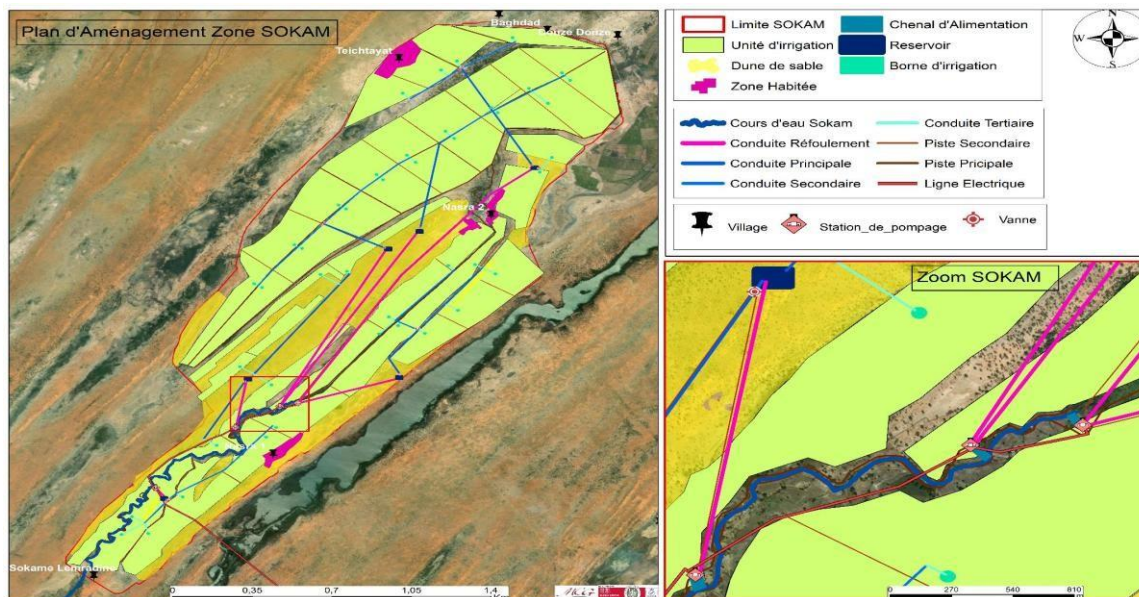 Plan d'Aménagement Zone SOKAM
Baghdad
Teichtayat
Nasra 2
Sokame Lemradine
0 0,35 0,7 1,05 1,4
Limite SOKAM
Unité d'irrigation
Dune de sable
Zone Habitée
Chenal d'Alimentation
Reservoir
Borne d'irrigation
N
W
S
Cours d'eau Sokam
Conduite Réfoulement
Conduite Principale
Conduite Secondaire
Conduite Tertiaire
Piste Secondaire
Piste Pricipale
Ligne Electrique
Village
Station_de_pompage
Vanne
Zoom SOKAM
0 270 540 810